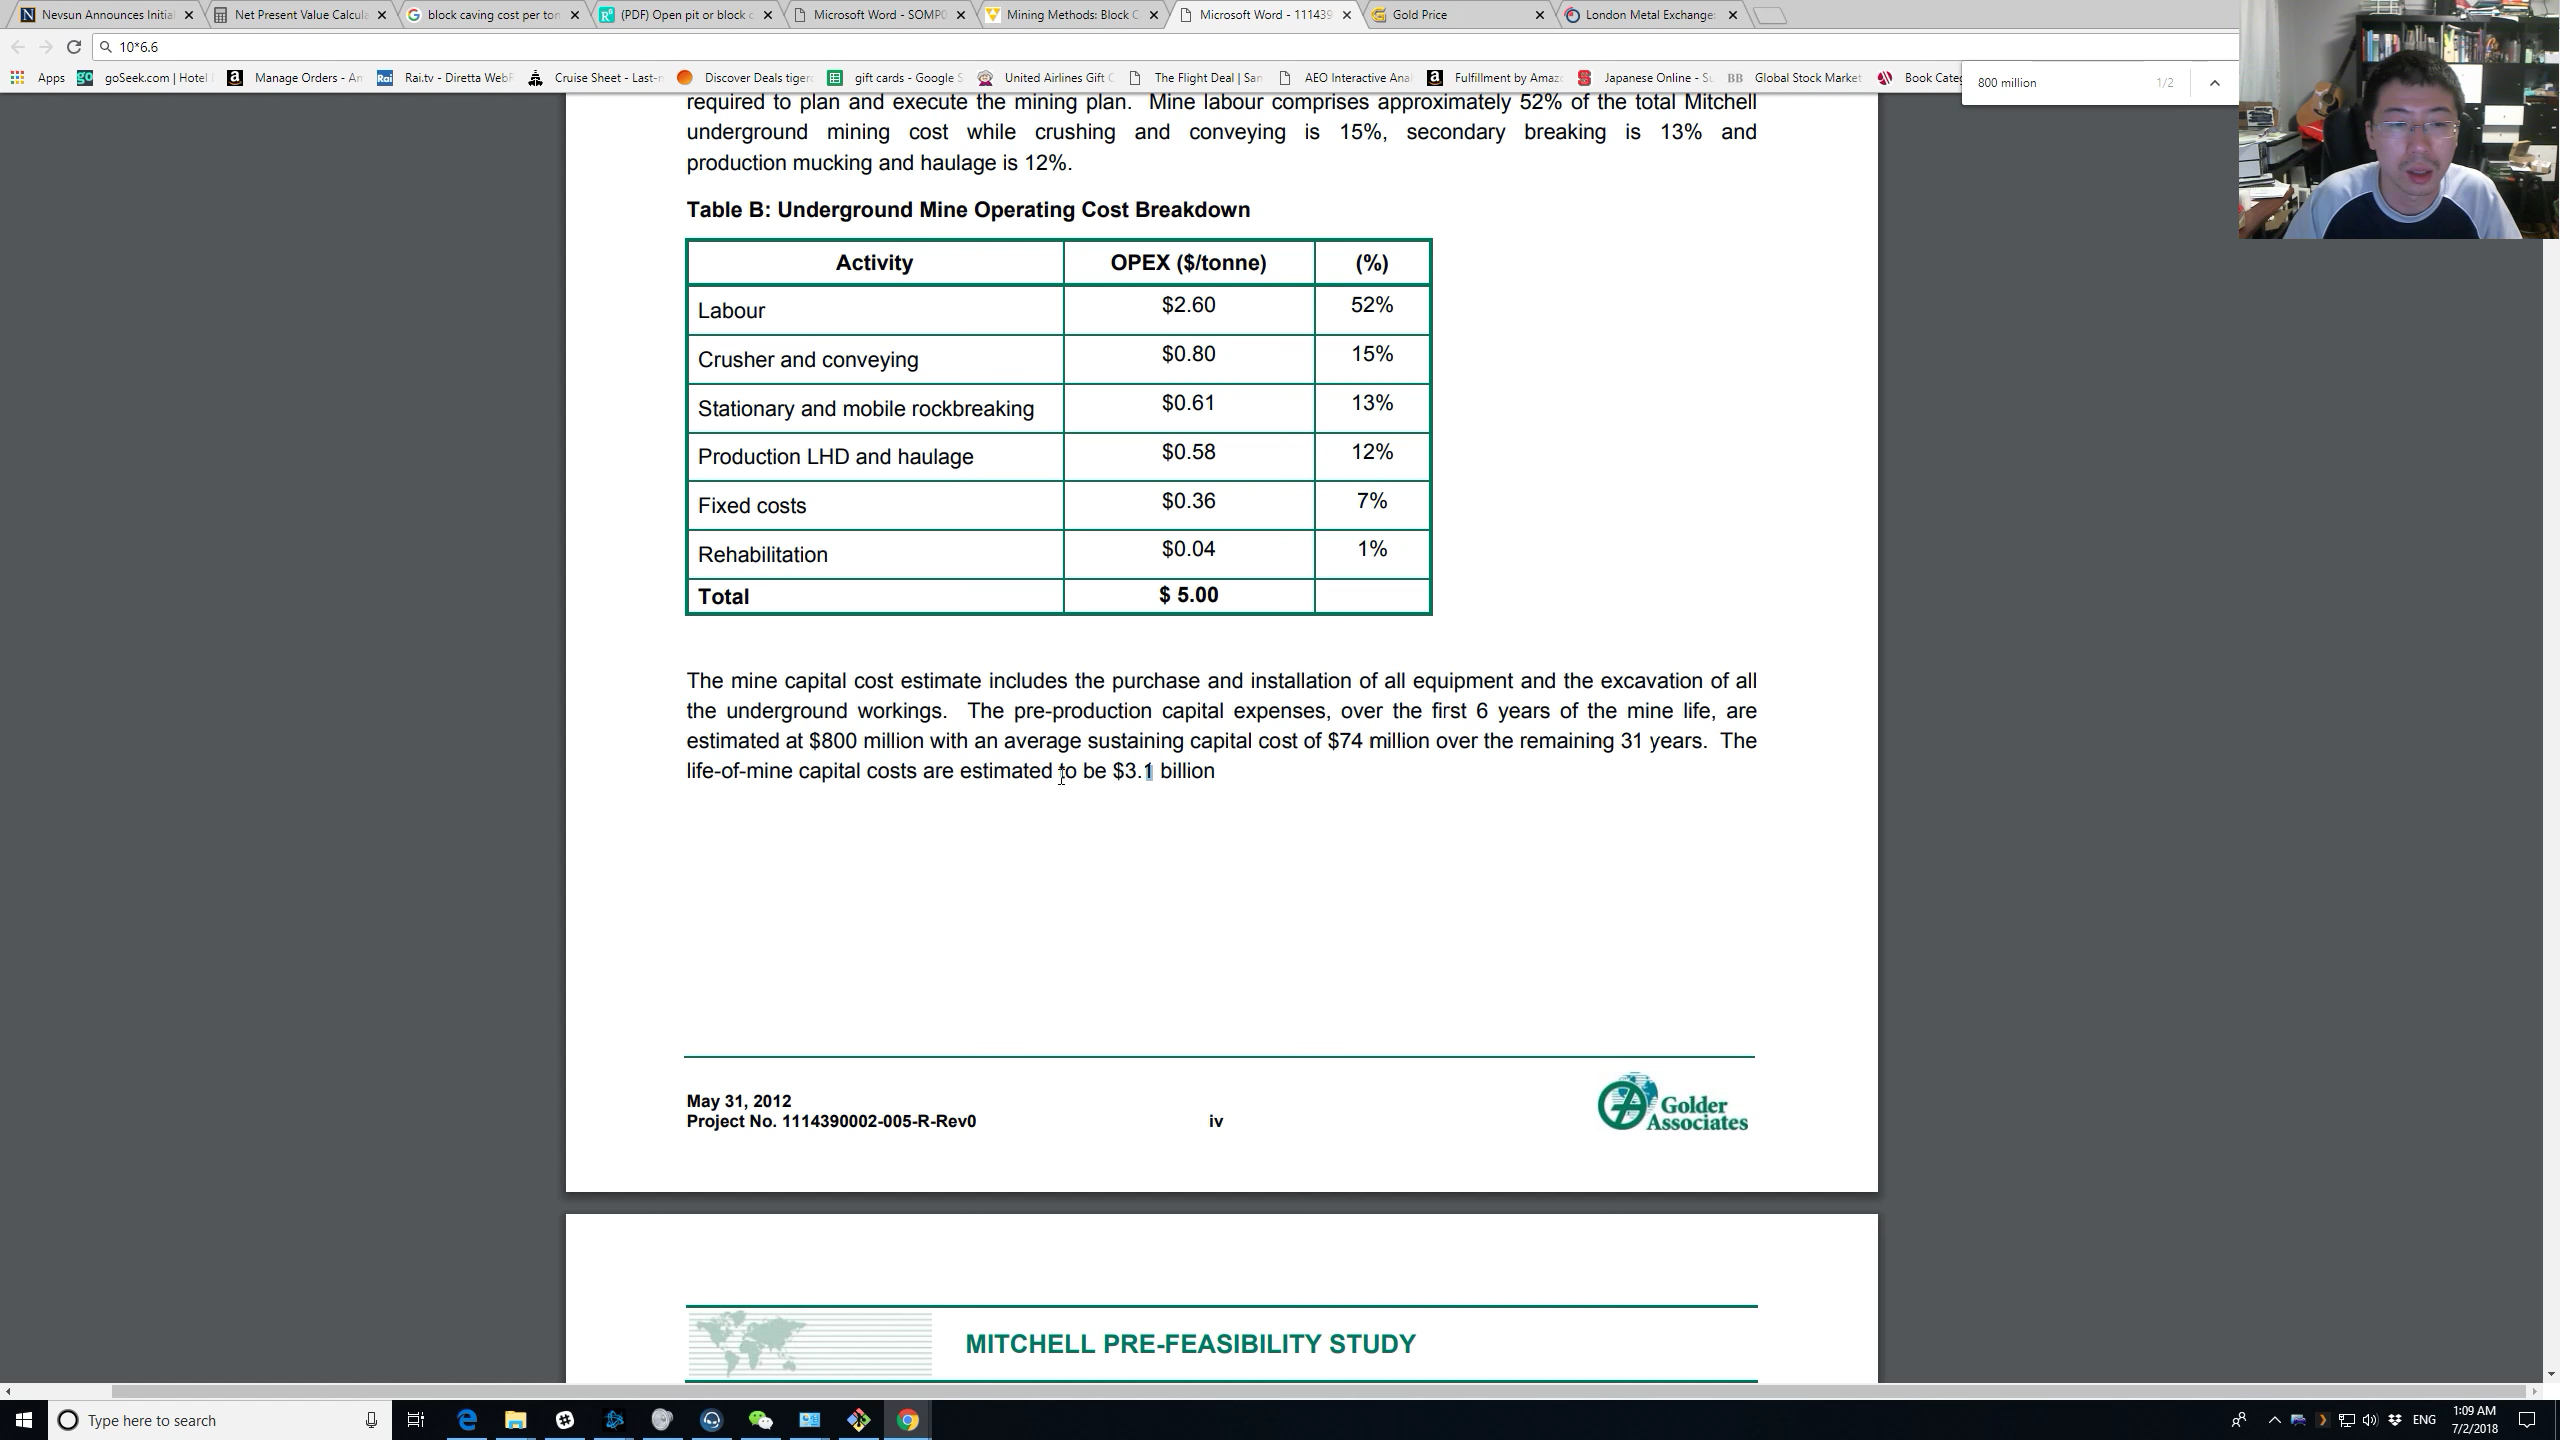 Nevsun Announces Initia
Net Present Value Calcula
block caving cost per ton
(PDF) Open pit or block c
Microsoft Word - SOMP0
Mining Methods: Block C
Microsoft Word - 111439
Gold Price
London Metal Exchange:
10*6.6
Apps
goSeek.com | Hotel
Manage Orders - Am
Rai.tv - Diretta Web
Cruise Sheet - Last-m
Discover Deals tiger
gift cards - Google S
United Airlines Gift C
The Flight Deal | San
AEO Interactive Anal
Fulfillment by Amaz
Japanese Online - Su
BB Global Stock Market
Book Cate
800 million 1/2
required to plan and execute the mining plan. Mine labour comprises approximately 52% of the total Mitchell
underground mining cost while crushing and conveying is 15%, secondary breaking is 13% and
production mucking and haulage is 12%.
Table B: Underground Mine Operating Cost Breakdown
Activity OPEX ($/tonne) (%)
Labour $2.60 52%
Crusher and conveying $0.80 15%
Stationary and mobile rockbreaking $0.61 13%
Production LHD and haulage $0.58 12%
Fixed costs $0.36 7%
Rehabilitation $0.04 1%
Total $ 5.00
The mine capital cost estimate includes the purchase and installation of all equipment and the excavation of all
the underground workings. The pre-production capital expenses, over the first 6 years of the mine life, are
estimated at $800 million with an average sustaining capital cost of $74 million over the remaining 31 years. The
life-of-mine capital costs are estimated to be $3.1 billion
May 31, 2012
Project No. 1114390002-005-R-Rev0
iv
Golder
Associates
MITCHELL PRE-FEASIBILITY STUDY
Type here to search
ENG
1:09 AM
7/2/2018